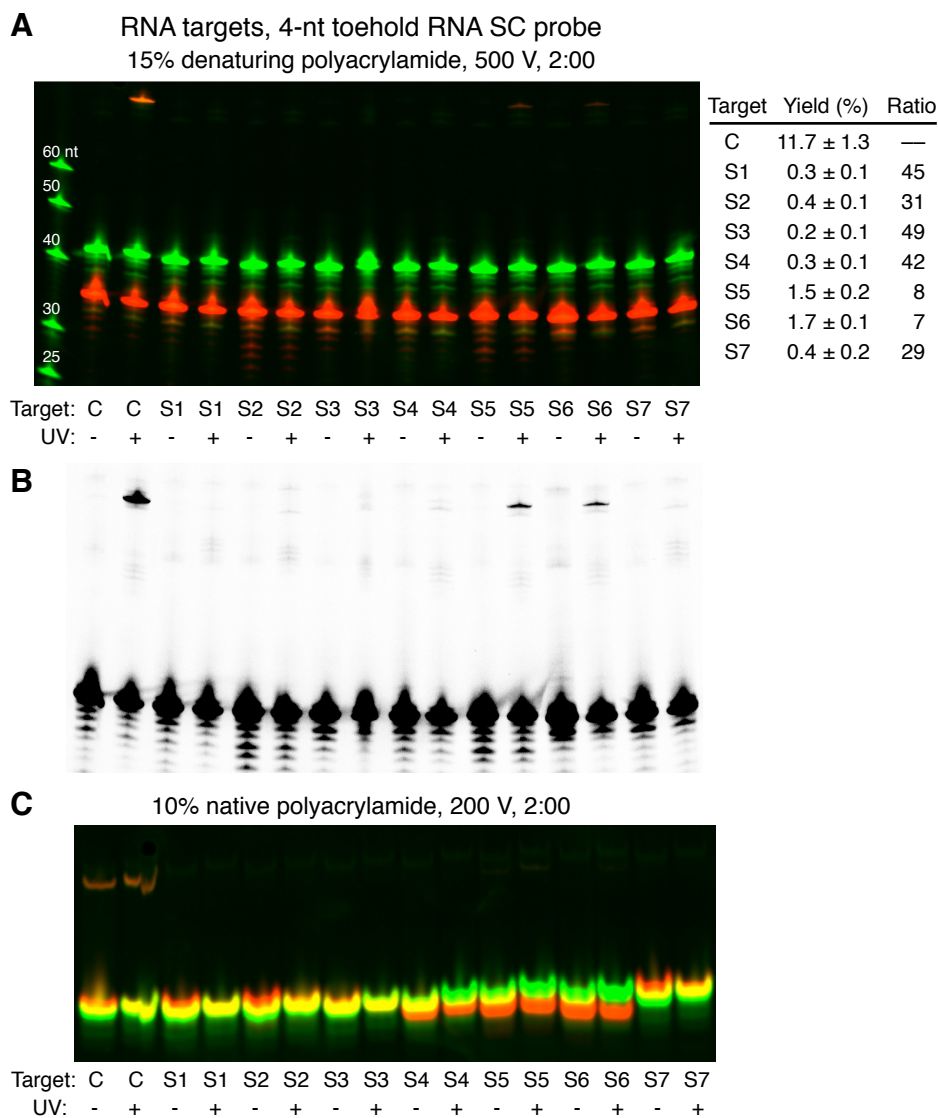 A
RNA targets, 4-nt toehold RNA SC probe
15% denaturing polyacrylamide, 500 V, 2:00
60 nt
50
40
30
25
Target: C C S1 S1 S2 S2 S3 S3 S4 S4 S5 S5 S6 S6 S7 S7
UV: - + - + - + - + - + - + - + - +
Target Yield (%) Ratio
C 11.7 ± 1.3 —
S1 0.3 ± 0.1 45
S2 0.4 ± 0.1 31
S3 0.2 ± 0.1 49
S4 0.3 ± 0.1 42
S5 1.5 ± 0.2 8
S6 1.7 ± 0.1 7
S7 0.4 ± 0.2 29
B
C
10% native polyacrylamide, 200 V, 2:00
Target: C C S1 S1 S2 S2 S3 S3 S4 S4 S5 S5 S6 S6 S7 S7
UV: - + - + - + - + - + - + - + - +